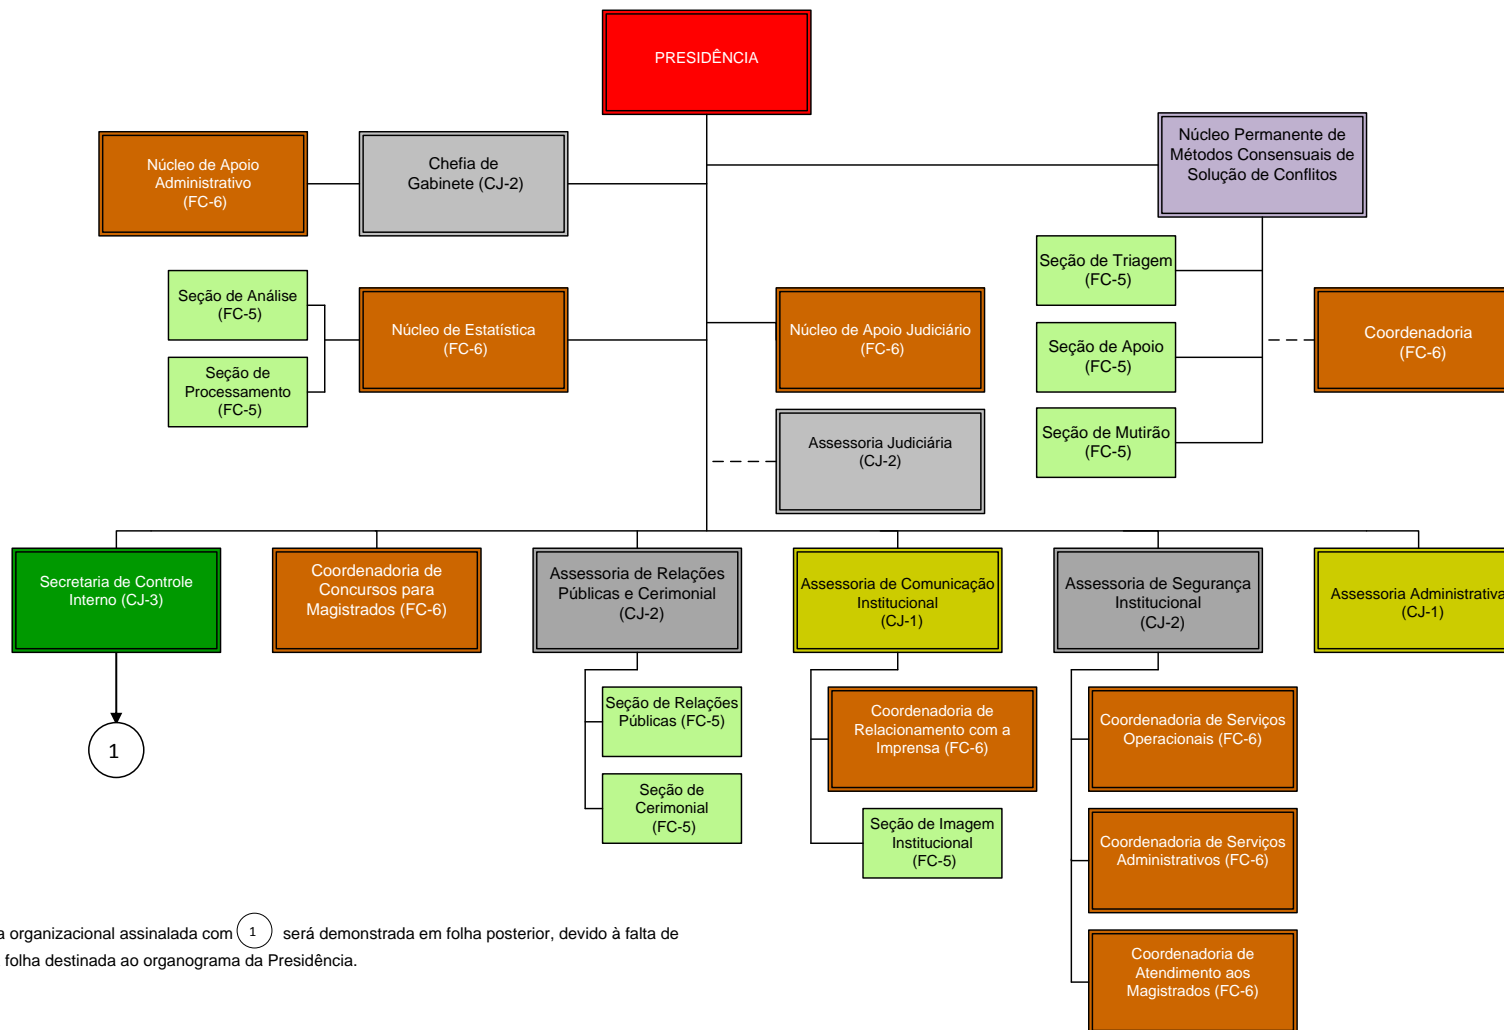 PRESIDÊNCIA
Núcleo de Apoio
Administrativo
(FC-6)
Chefia de
Gabinete (CJ-2)
Núcleo Permanente de
Métodos Consensuais de
Solução de Conflitos
Seção de Análise
(FC-5)
Seção de
Processamento
(FC-5)
Núcleo de Estatística
(FC-6)
Núcleo de Apoio Judiciário
(FC-6)
Assessoria Judiciária
(CJ-2)
Seção de Triagem
(FC-5)
Seção de Apoio
(FC-5)
Seção de Mutirão
(FC-5)
Coordenadoria
(FC-6)
Secretaria de Controle
Interno (CJ-3)
Coordenadoria de
Concursos para
Magistrados (FC-6)
Assessoria de Relações
Públicas e Cerimonial
(CJ-2)
Assessoria de Comunicação
Institucional
(CJ-1)
Assessoria de Segurança
Institucional
(CJ-2)
Assessoria Administrativa
(CJ-1)
1
Seção de Relações
Públicas (FC-5)
Seção de
Cerimonial
(FC-5)
Coordenadoria de
Relacionamento com a
Imprensa (FC-6)
Seção de Imagem
Institucional
(FC-5)
Coordenadoria de Serviços
Operacionais (FC-6)
Coordenadoria de Serviços
Administrativos (FC-6)
Coordenadoria de
Atendimento aos
Magistrados (FC-6)
a organizacional assinalada com 1 será demonstrada em folha posterior, devido à falta de
folha destinada ao organograma da Presidência.